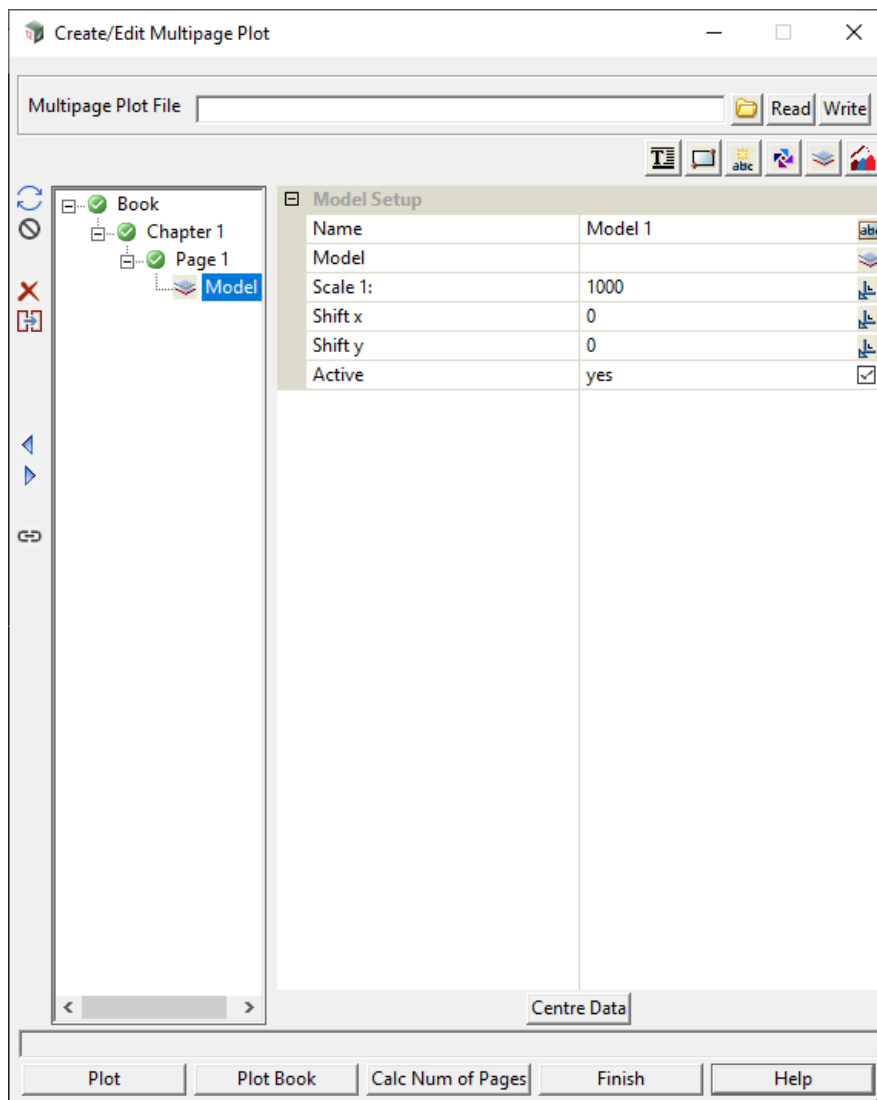 Create/Edit Multipage Plot
Multipage Plot File Read Write
abc
Book
Chapter 1
Page 1
Model
Model Setup
Name Model 1
Model
Scale 1: 1000
Shift x 0
Shift y 0
Active yes
Centre Data
Plot Plot Book Calc Num of Pages Finish Help